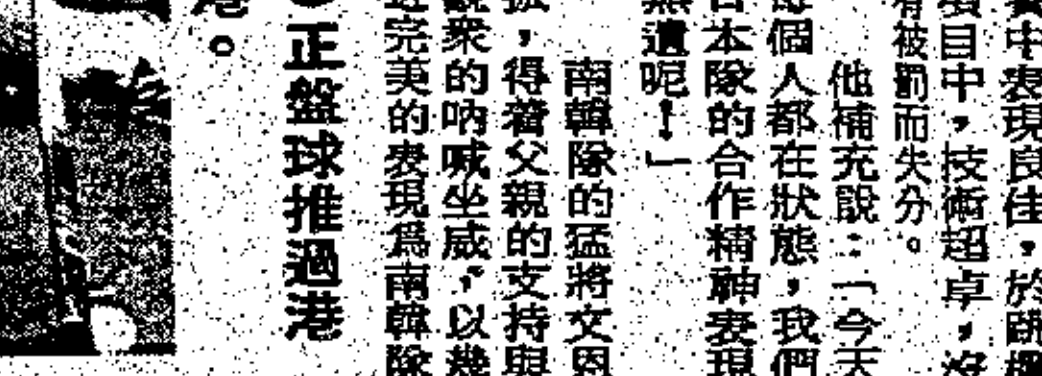 賽中表現良佳，於跳欄
項目中，技術超卓，沒
有被罰而失分。
他補充說：「今天
每個人都在狀態，我們
日本隊的合作精神表現
無遺呢！」
南韓隊的猛將文恩
，得着父親的支持與
觀衆的吶喊坐威，以幾
近完美的表現爲南韓隊
正盤球推過港
港。